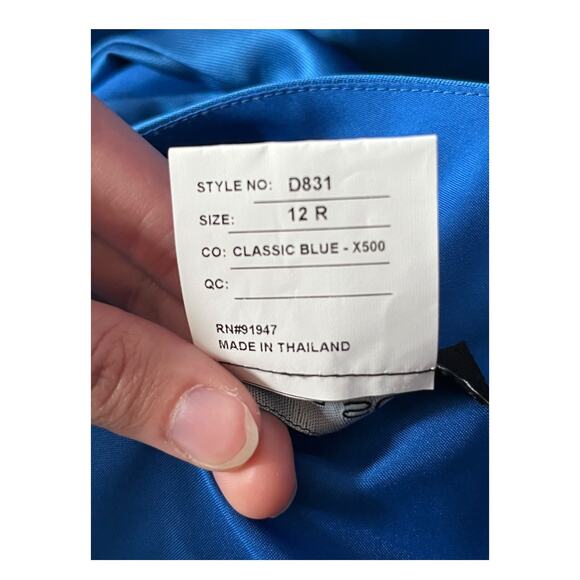 STYLE NO: D831
SIZE: 12 R
CO: CLASSIC BLUE - X500
QC:
RN#91947
MADE IN THAILAND